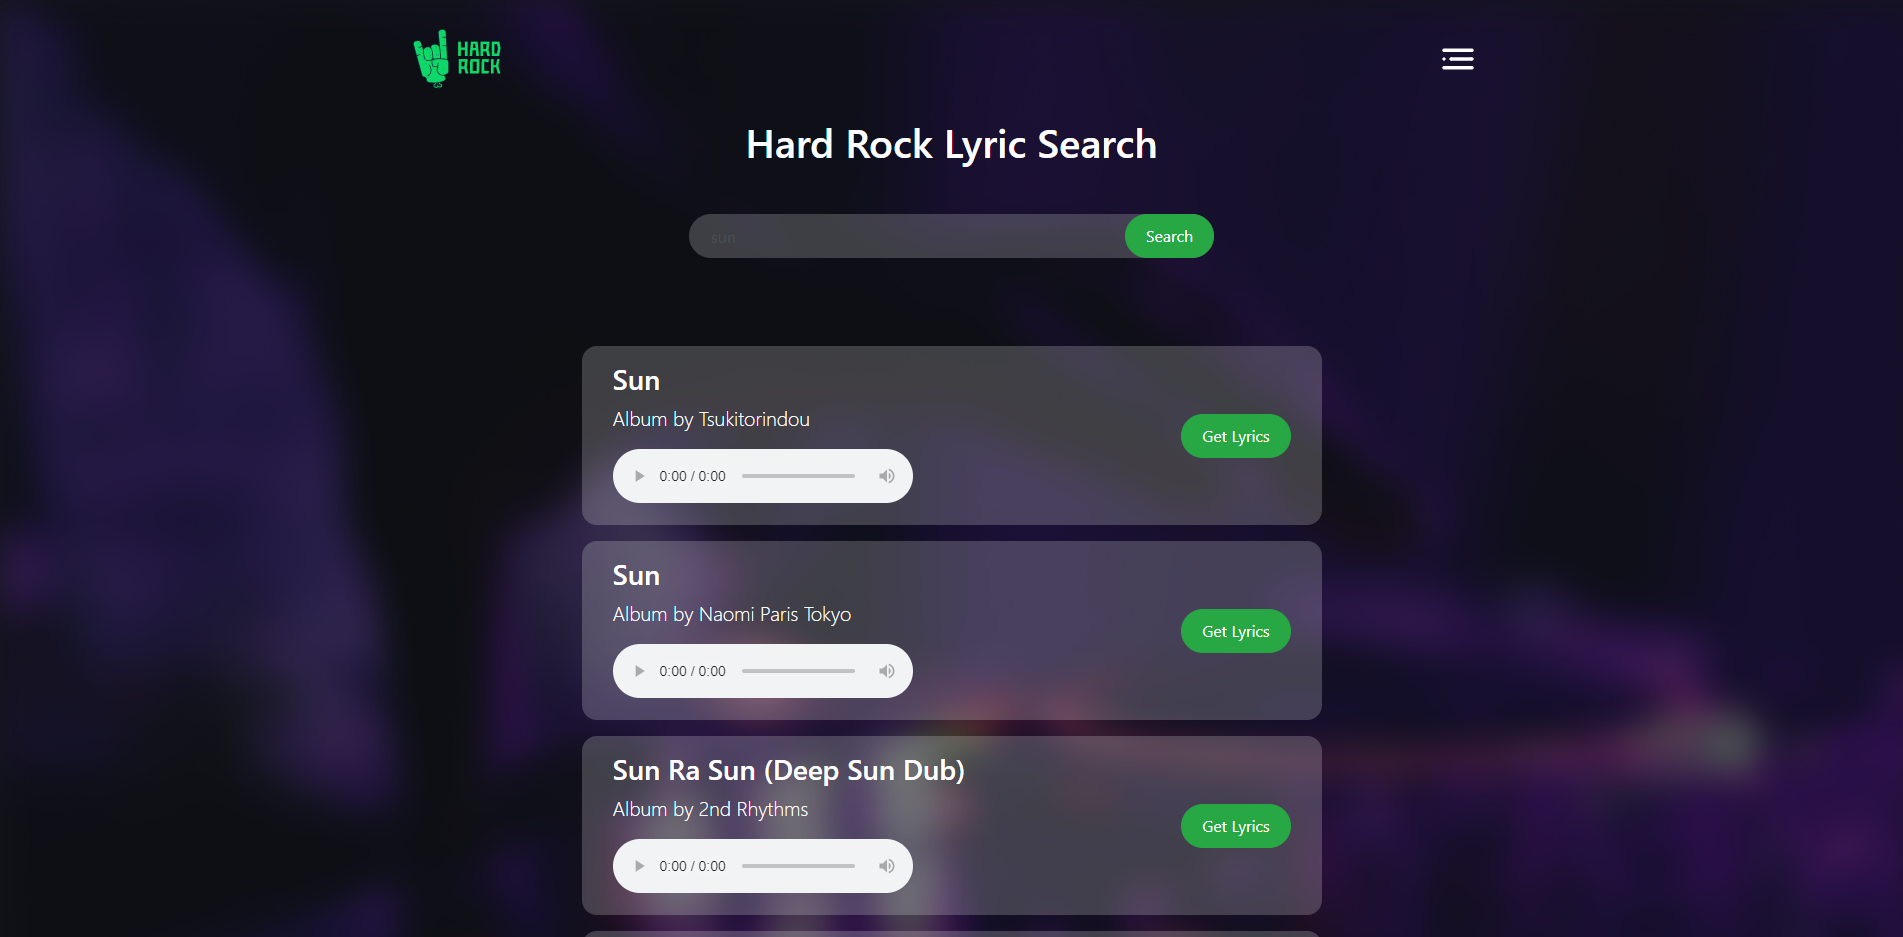 HARD
ROCK
Hard Rock Lyric Search
sun
Search
Sun
Album by Tsukitorindou
0:00 / 0:00
Get Lyrics
Sun
Album by Naomi Paris Tokyo
0:00 / 0:00
Get Lyrics
Sun Ra Sun (Deep Sun Dub)
Album by 2nd Rhythms
0:00 / 0:00
Get Lyrics